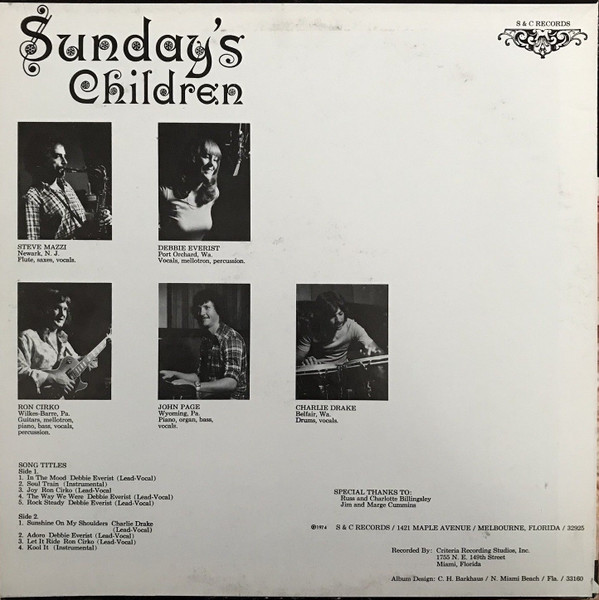 Sunday's
Children
S & C RECORDS
STEVE MAZZI
Newark, N. J.
Flute, saxes, vocals.
DEBBIE EVERIST
Port Orchard, Wa.
Vocals, mellotron, percussion.
RON CIRKO
Wilkes-Barre, Pa.
Guitars, mellotron,
piano, bass, vocals,
percussion.
JOHN PAGE
Wyoming, Pa.
Piano, organ, bass,
vocals.
CHARLIE DRAKE
Belfair, Wa.
Drums, vocals.
SONG TITLES
Side 1.
1. In The Mood Debbie Everist (Lead-Vocal)
2. Soul Train (Instrumental)
3. Joy Ron Cirko (Lead-Vocal)
4. The Way We Were Debbie Everist (Lead-Vocal)
5. Rock Steady Debbie Everist (Lead-Vocal)
Side 2.
1. Sunshine On My Shoulders Charlie Drake
(Lead-Vocal)
2. Adoro Debbie Everist (Lead-Vocal)
3. Let It Ride Ron Cirko (Lead-Vocal)
4. Kool It (Instrumental)
SPECIAL THANKS TO:
Russ and Charlotte Billingsley
Jim and Marge Cummins
℗1974 S & C RECORDS / 1421 MAPLE AVENUE / MELBOURNE, FLORIDA / 32925
Recorded By: Criteria Recording Studios, Inc.
1755 N. E. 149th Street
Miami, Florida
Album Design: C. H. Barkhaus / N. Miami Beach / Fla. / 33160